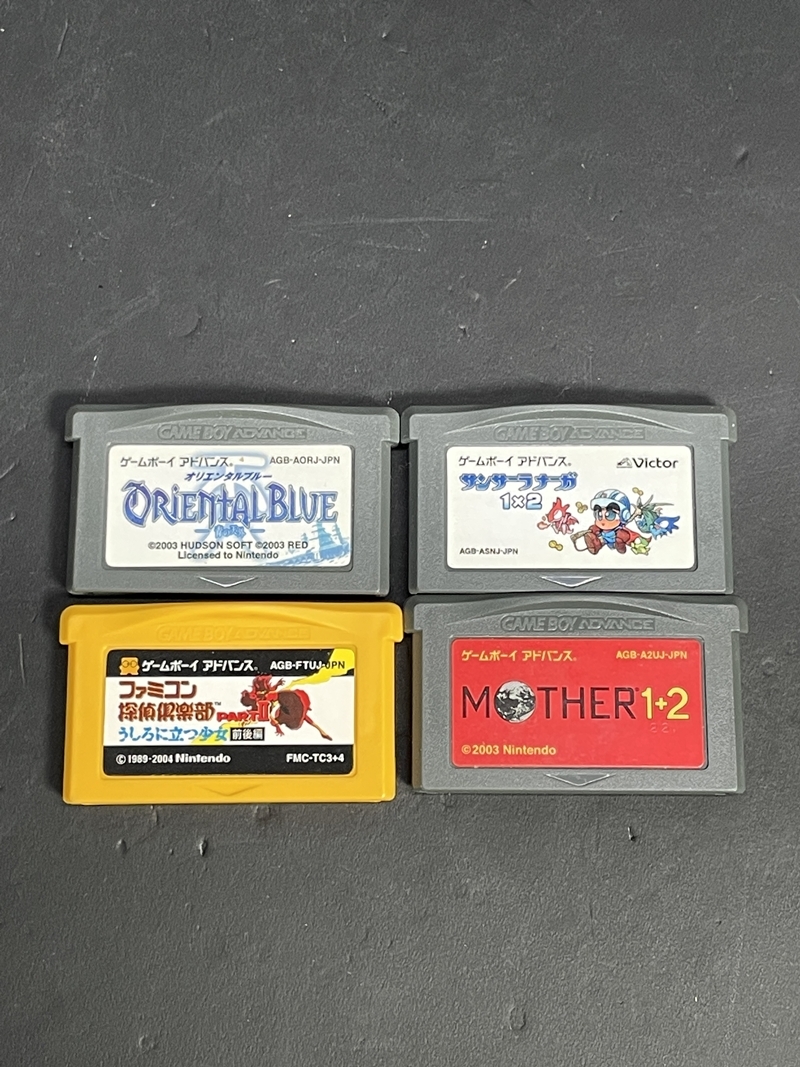 GAME BOY ADVANCE
ゲームボーイ アドバンス。 AGB-AORJ-JPN
オリエンタルブルー
ORIENTAL BLUE
©2003 HUDSON SOFT ©2003 RED
Licensed to Nintendo
GAME BOY ADVANCE
ゲームボーイ アドバンス。 Victor
サンサーラナーガ
1×2
AGB-ASNJ-JPN
GAME BOY ADVANCE
ゲームボーイ アドバンス。 AGB-FTUJ-JPN
ファミコン
探偵倶楽部™ PARTII
うしろに立つ少女 前後編
©1989・2004 Nintendo FMC-TC3+4
GAME BOY ADVANCE
ゲームボーイ アドバンス。 AGB-A2UJ-JPN
MOTHER® 1+2
©2003 Nintendo